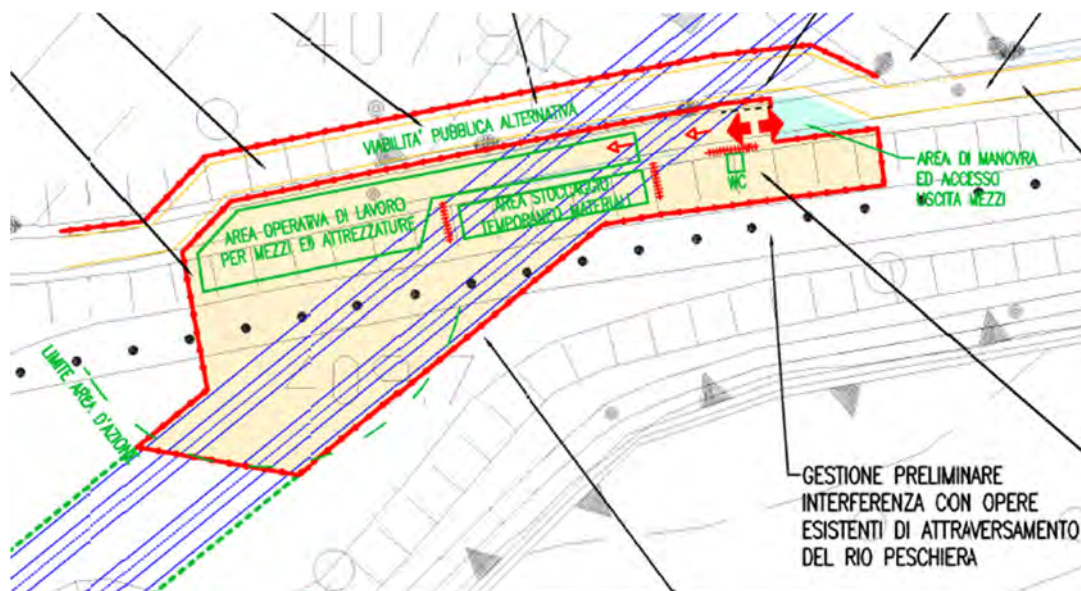 VIABILITA' PUBBLICA ALTERNATIVA
AREA OPERATIVA DI LAVORO
PER MEZZI ED ATTREZZATURE
AREA STOCCAGGIO
TEMPORANEO MATERIALI
WC
AREA DI MANOVRA
ED ACCESSO
USCITA MEZZI
LIMITE AREA D'AZIONE
GESTIONE PRELIMINARE
INTERFERENZA CON OPERE
ESISTENTI DI ATTRAVERSAMENTO
DEL RIO PESCHIERA